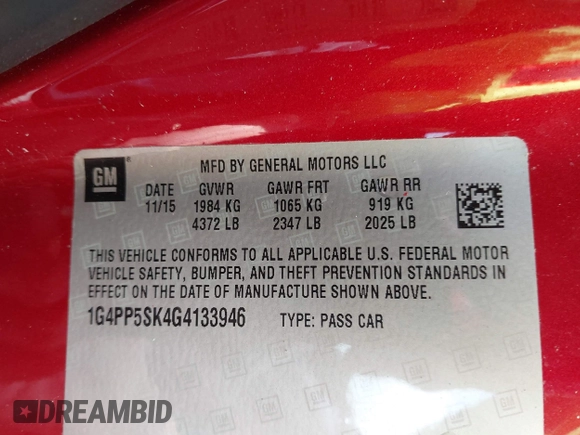 GM
MFD BY GENERAL MOTORS LLC
DATE GVWR GAWR FRT GAWR RR
11/15 1984 KG 1065 KG 919 KG
4372 LB 2347 LB 2025 LB
THIS VEHICLE CONFORMS TO ALL APPLICABLE U.S. FEDERAL MOTOR
VEHICLE SAFETY, BUMPER, AND THEFT PREVENTION STANDARDS IN
EFFECT ON THE DATE OF MANUFACTURE SHOWN ABOVE.
1G4PP5SK4G4133946 TYPE: PASS CAR
DREAMBID